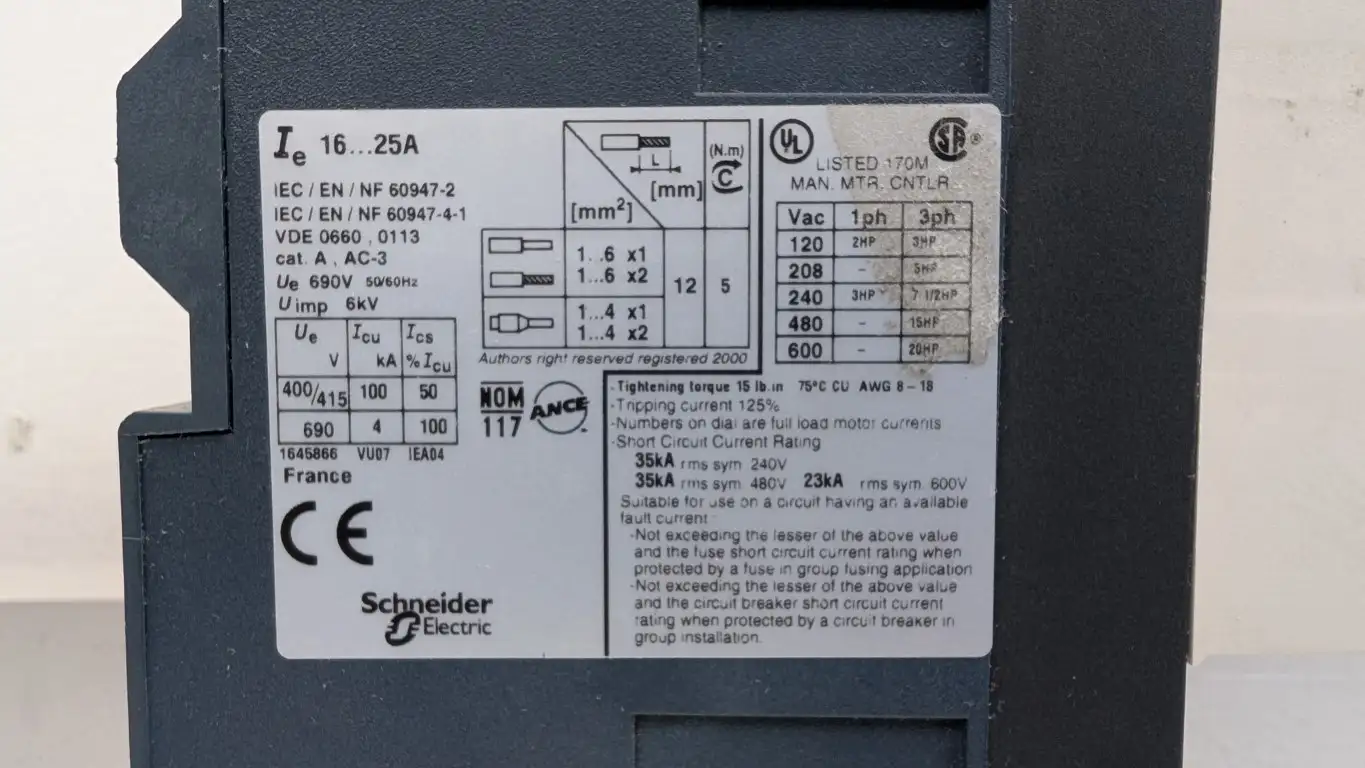 Ie 16...25A
IEC / EN / NF 60947-2
IEC / EN / NF 60947-4-1
VDE 0660 , 0113
cat. A , AC-3
Ue 690V 50/60Hz
Uimp 6kV
Ue Icu Ics
V kA % Icu
400/415 100 50
690 4 100
1645866 VU07 IEA04
France
CE
Schneider
Electric
L
[mm]
[mm²]
(N.m)
C
1..6 x1
1..6 x2
1..4 x1
1..4 x2
12 5
Authors right reserved registered 2000
NOM
117
ANCE
UL
SA ®
LISTED 170M
MAN. MTR. CNTLR
Vac 1ph 3ph
120 2HP 3HP
208 - 5HP
240 3HP 7 1/2HP
480 - 15HP
600 - 20HP
-Tightening torque 15 lb.in 75°C CU AWG 8 – 18
-Tripping current 125%
-Numbers on dial are full load motor currents
-Short Circuit Current Rating
35kA rms sym 240V
35kA rms sym. 480V 23kA rms sym. 600V
Suitable for use on a circuit having an available
fault current
-Not exceeding the lesser of the above value
and the fuse short circuit current rating when
protected by a fuse in group fusing application
-Not exceeding the lesser of the above value
and the circuit breaker short circuit current
rating when protected by a circuit breaker in
group installation.